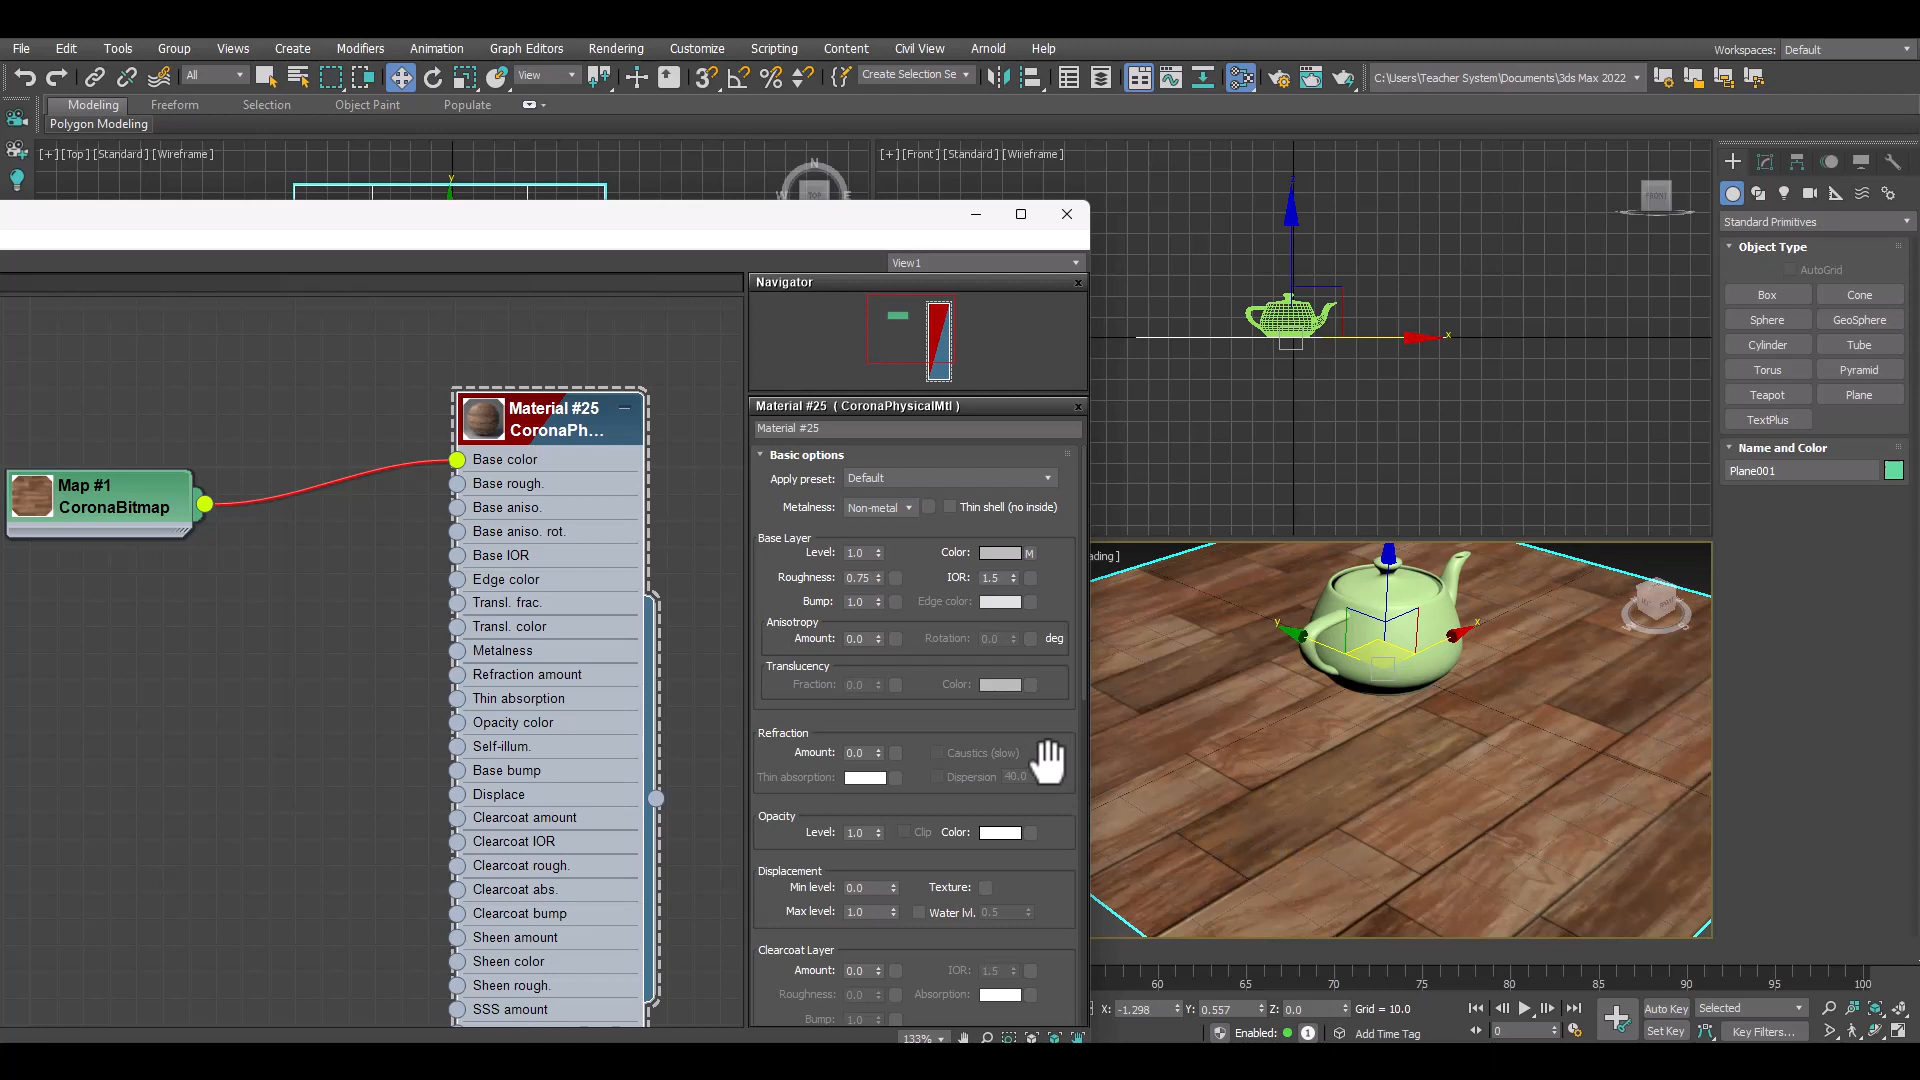 File Edit Tools Group Views Create Modifiers Animation Graph Editors Rendering Customize Scripting Content Civil View Arnold Help Workspaces: Default
All View Create Selection Se C:\Users\Teacher System\Documents\3ds Max 2022
Modeling Freeform Selection Object Paint Populate
Polygon Modeling
[+][Top][Standard][Wireframe] [+][Front][Standard][Wireframe]
y N W TOP E z FRONT
Standard Primitives
Object Type
AutoGrid
Box Cone
Sphere GeoSphere
Cylinder Tube
Torus Pyramid
Teapot Plane
TextPlus
Name and Color
Plane001
View1
Navigator x
x
Material #25 CoronaPh...
Base color
Base rough.
Base aniso.
Base aniso. rot.
Base IOR
Edge color
Transl. frac.
Transl. color
Metalness
Refraction amount
Thin absorption
Opacity color
Self-illum.
Base bump
Displace
Clearcoat amount
Clearcoat IOR
Clearcoat rough.
Clearcoat abs.
Clearcoat bump
Sheen amount
Sheen color
Sheen rough.
SSS amount
Map #1
CoronaBitmap
Material #25 ( CoronaPhysicalMtl ) x
Material #25
Basic options
Apply preset: Default
Metalness: Non-metal Thin shell (no inside)
Base Layer
Level: 1.0 Color: M
Roughness: 0.75 IOR: 1.5
Bump: 1.0 Edge color:
Anisotropy
Amount: 0.0 Rotation: 0.0 deg
Translucency
Fraction: 0.0 Color:
Refraction
Amount: 0.0 Caustics (slow)
Thin absorption: Dispersion 40.0
Opacity
Level: 1.0 Clip Color:
Displacement
Min level: 0.0 Texture:
Max level: 1.0 Water lvl. 0.5
Clearcoat Layer
Amount: 0.0 IOR: 1.5
Roughness: 0.0 Absorption:
Bump: 1.0
133%
ading ]
y x
60 65 70 75 80 85 90 95 100
X: -1.298 Y: 0.557 Z: 0.0 Grid = 10.0 Auto Key Selected
Enabled: 1 Add Time Tag 0 Set Key Key Filters...